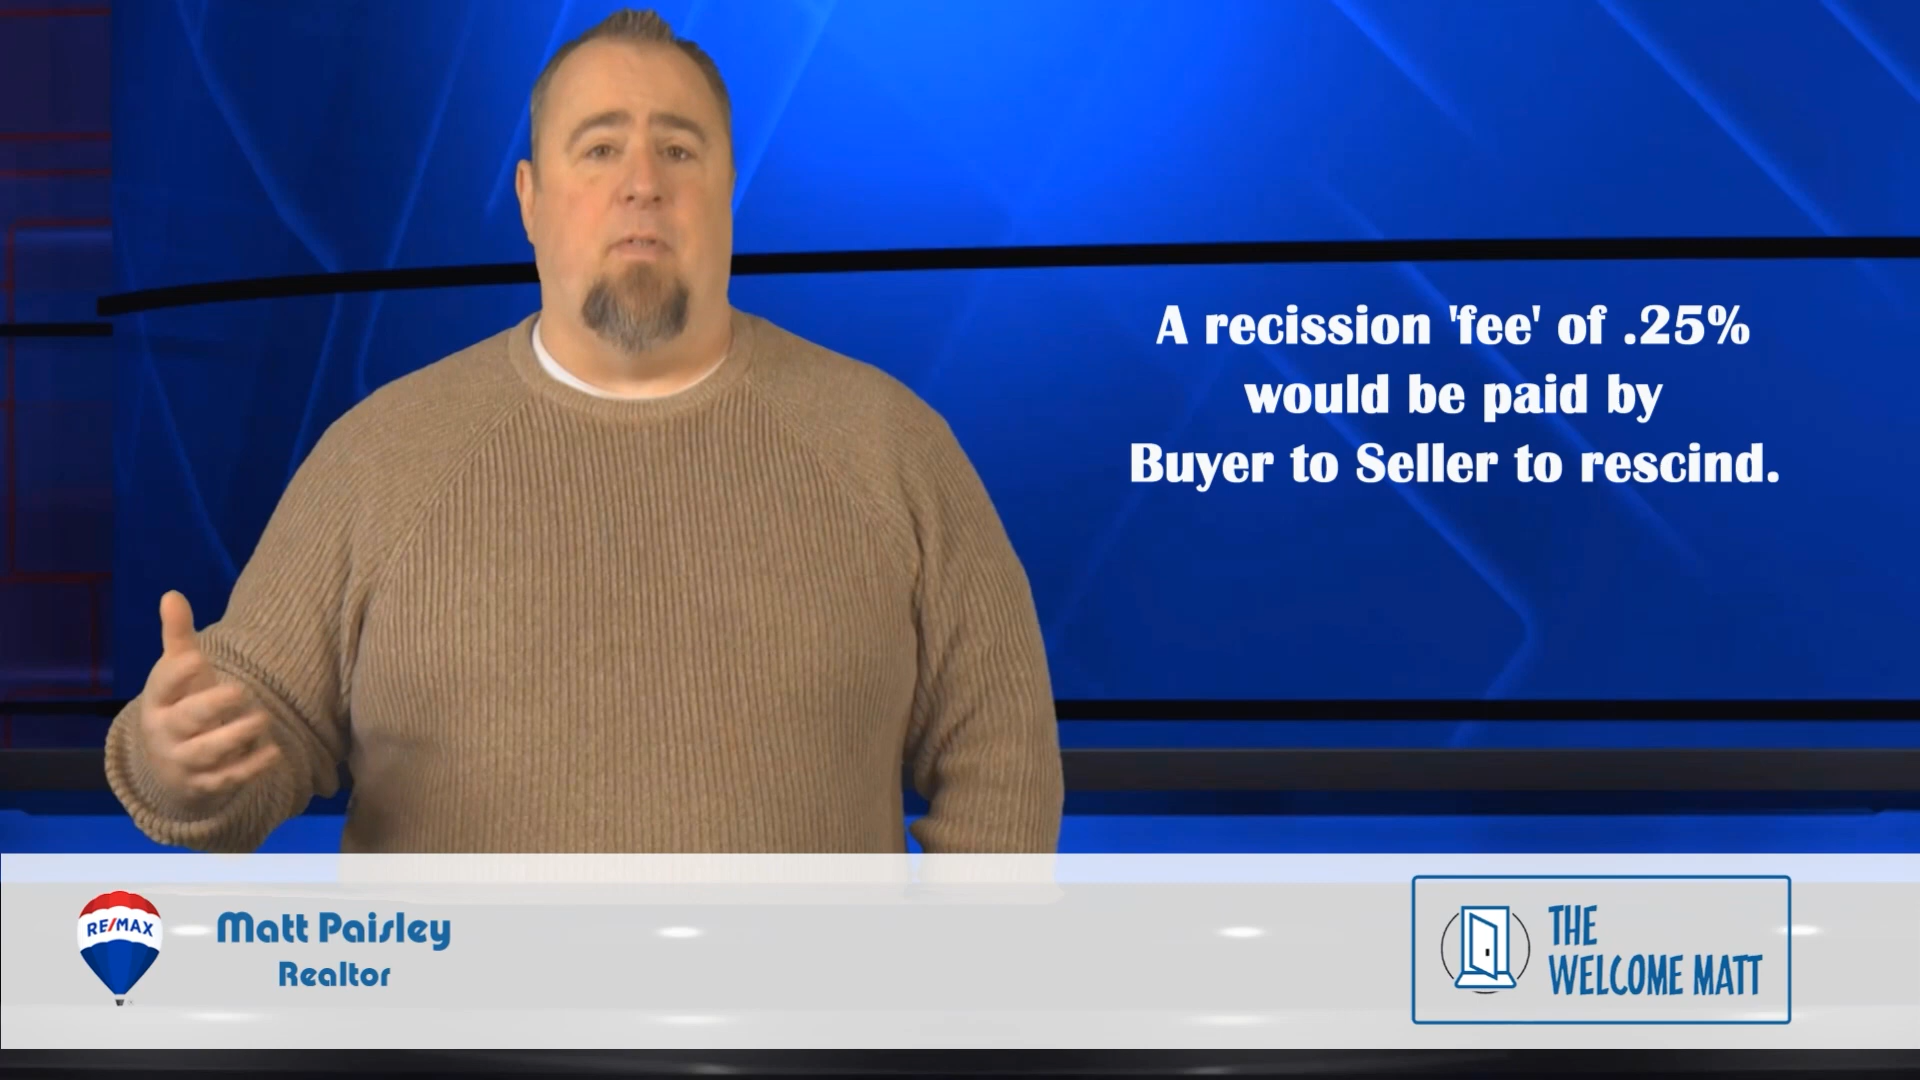 A recission 'fee' of .25%
would be paid by
Buyer to Seller to rescind.
RE/MAX
Matt Paisley
Realtor
THE
WELCOME MATT